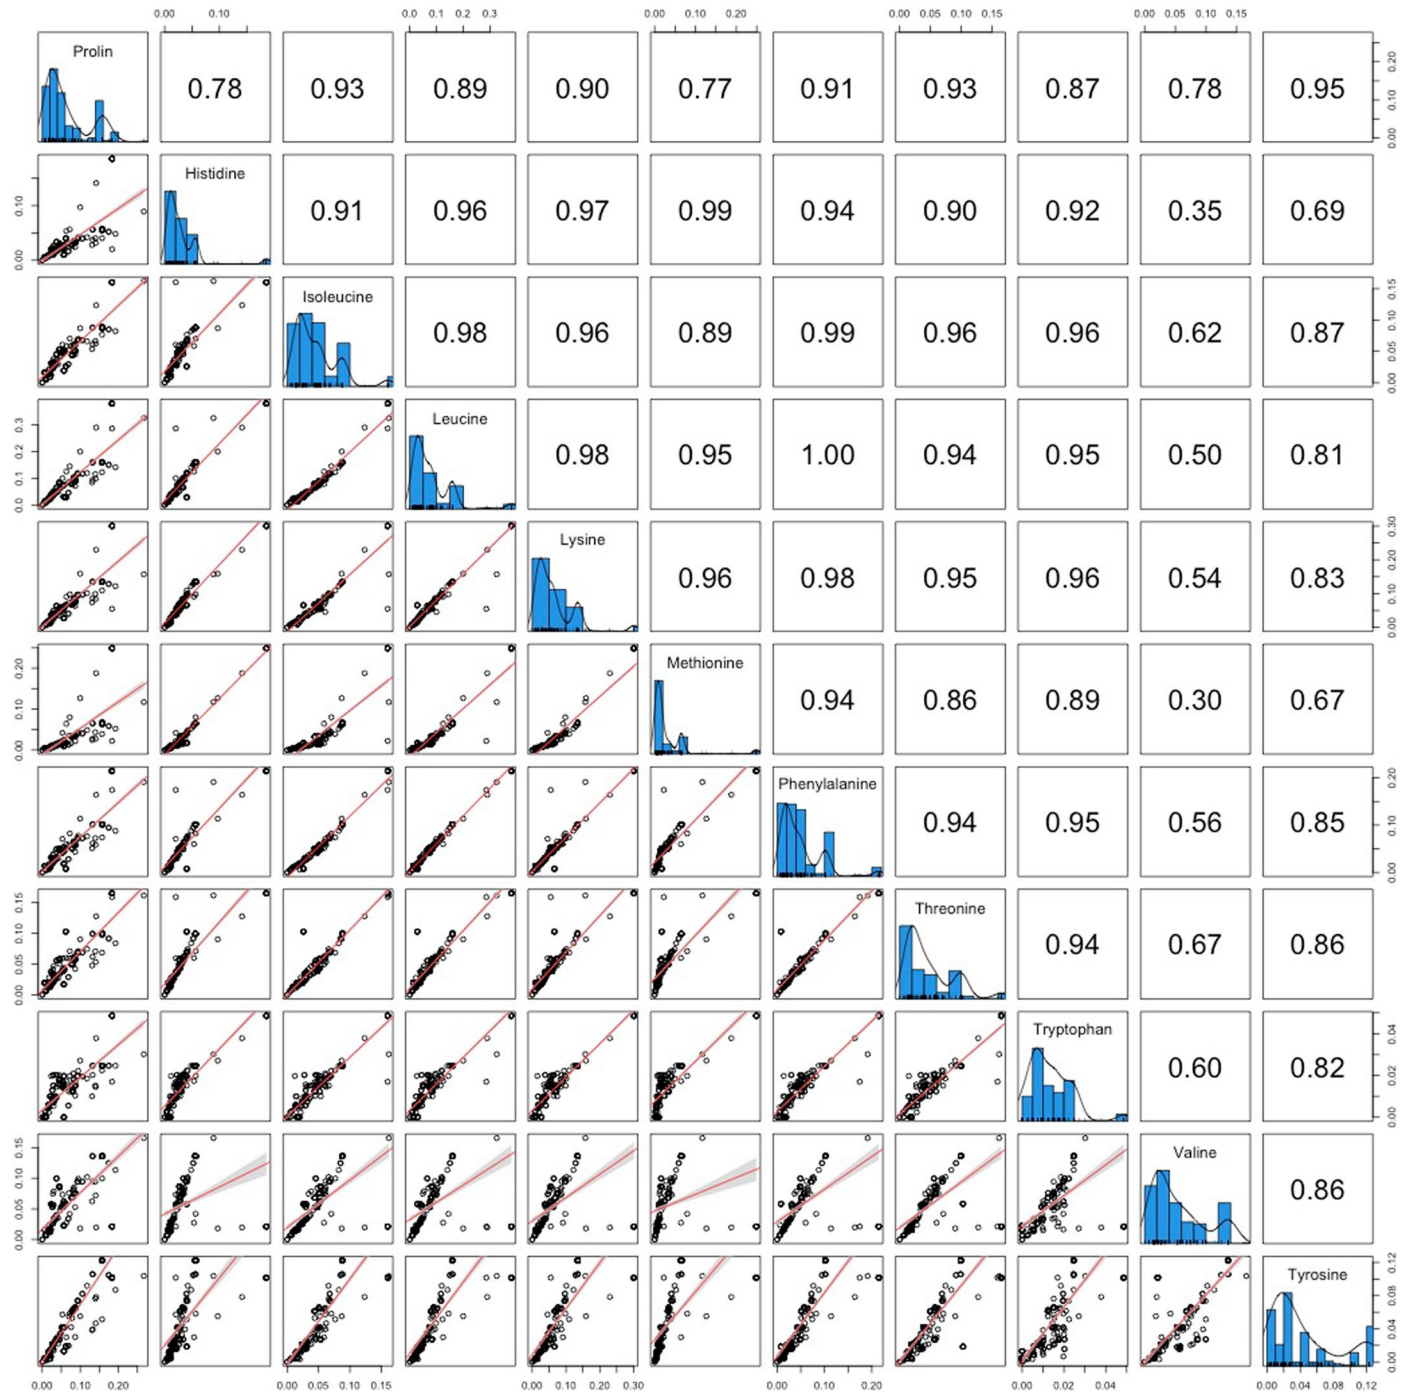 0.00 0.10 0.0 0.1 0.2 0.3 0.00 0.20 0.00 0.05 0.10 0.15 0.00 0.05 0.10 0.15
Prolin 0.78 0.93 0.89 0.90 0.77 0.91 0.93 0.87 0.78 0.95 0.00 0.10 0.20
0.00 0.10 Histidine 0.91 0.96 0.97 0.99 0.94 0.90 0.92 0.35 0.69
Isoleucine 0.98 0.96 0.89 0.99 0.96 0.96 0.62 0.87 0.00 0.05 0.10 0.15
0.0 0.1 0.2 0.3 Leucine 0.98 0.95 1.00 0.94 0.95 0.50 0.81
Lysine 0.96 0.98 0.95 0.96 0.54 0.83 0.00 0.10 0.20 0.30
0.00 0.10 0.20 Methionine 0.94 0.86 0.89 0.30 0.67
Phenylalanine 0.94 0.95 0.56 0.85 0.00 0.10 0.20
0.00 0.05 0.10 0.15 Threonine 0.94 0.67 0.86
Tryptophan 0.60 0.82 0.00 0.02 0.04
0.00 0.05 0.10 0.15 Valine 0.86
Tyrosine 0.00 0.04 0.08 0.12
0.00 0.10 0.20 0.00 0.05 0.10 0.15 0.00 0.10 0.20 0.30 0.00 0.10 0.20 0.00 0.02 0.04 0.00 0.04 0.08 0.12